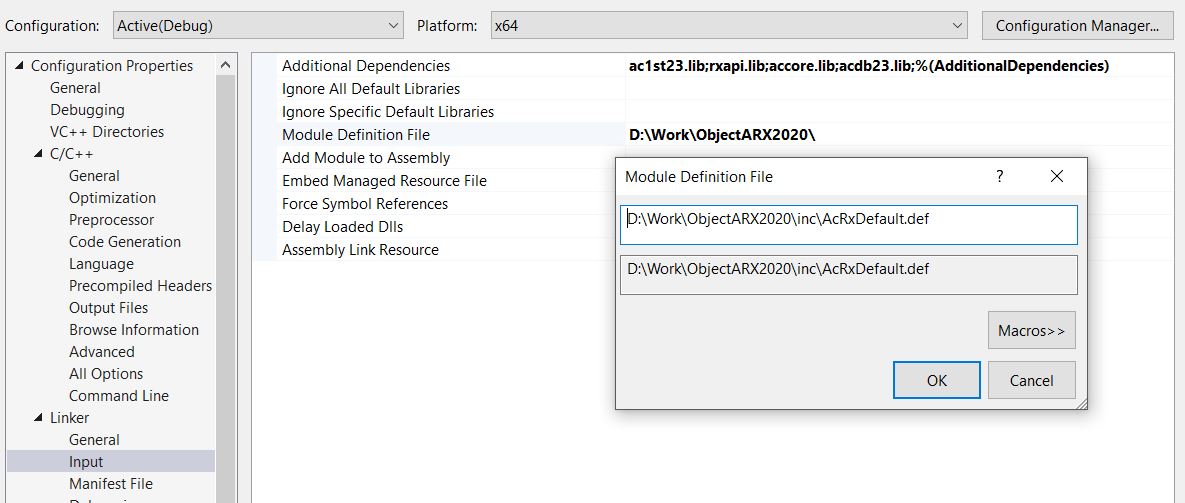 Configuration: Active(Debug) Platform: x64 Configuration Manager...
Configuration Properties
General
Debugging
VC++ Directories
C/C++
General
Optimization
Preprocessor
Code Generation
Language
Precompiled Headers
Output Files
Browse Information
Advanced
All Options
Command Line
Linker
General
Input
Manifest File
Additional Dependencies ac1st23.lib;rxapi.lib;accore.lib;acdb23.lib;%(AdditionalDependencies)
Ignore All Default Libraries
Ignore Specific Default Libraries
Module Definition File D:\Work\ObjectARX2020\
Add Module to Assembly
Embed Managed Resource File
Force Symbol References
Delay Loaded Dlls
Assembly Link Resource
Module Definition File ?
D:\Work\ObjectARX2020\inc\AcRxDefault.def
D:\Work\ObjectARX2020\inc\AcRxDefault.def
Macros>>
OK Cancel